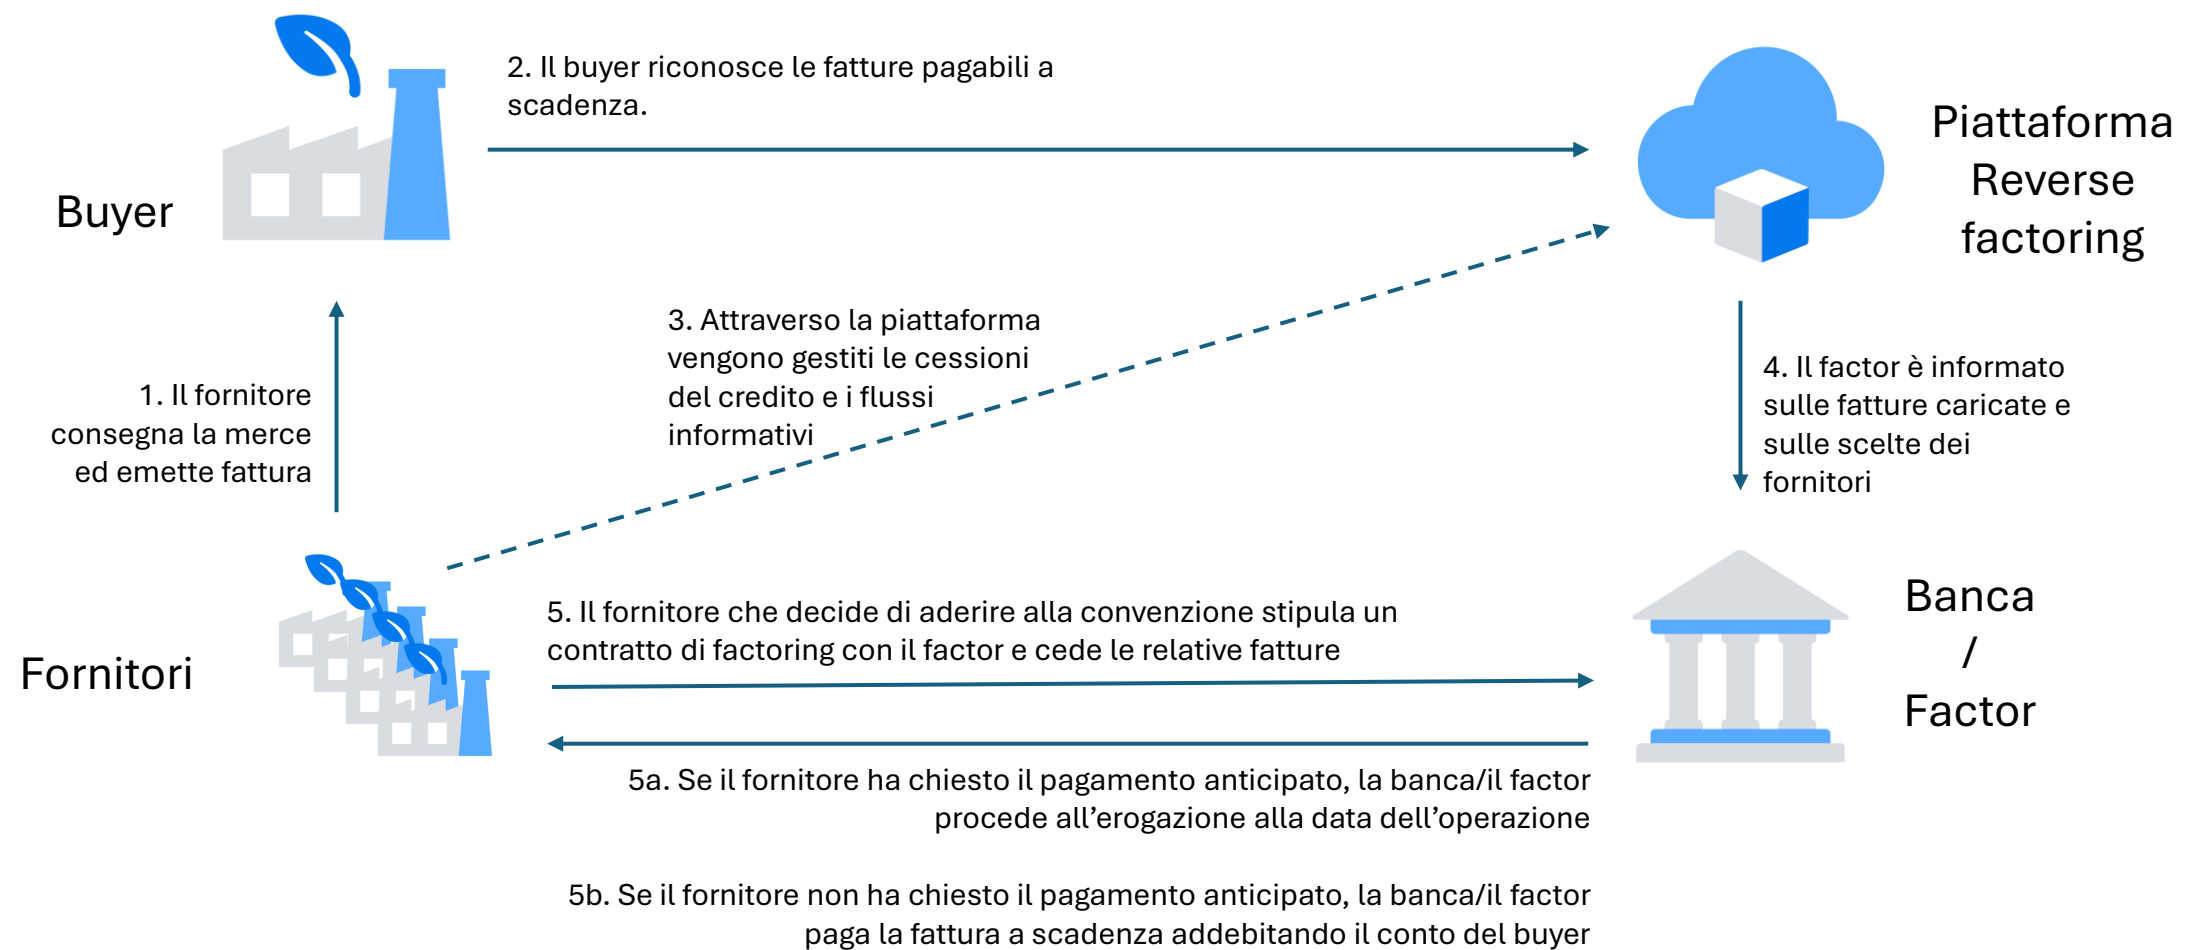 2. Il buyer riconosce le fatture pagabili a
scadenza.
Buyer
Piattaforma
Reverse
factoring
1. Il fornitore
consegna la merce
ed emette fattura
3. Attraverso la piattaforma
vengono gestiti le cessioni
del credito e i flussi
informativi
4. Il factor è informato
sulle fatture caricate e
sulle scelte dei
fornitori
Fornitori
5. Il fornitore che decide di aderire alla convenzione stipula un
contratto di factoring con il factor e cede le relative fatture
Banca
/
Factor
5a. Se il fornitore ha chiesto il pagamento anticipato, la banca/il factor
procede all’erogazione alla data dell’operazione
5b. Se il fornitore non ha chiesto il pagamento anticipato, la banca/il factor
paga la fattura a scadenza addebitando il conto del buyer